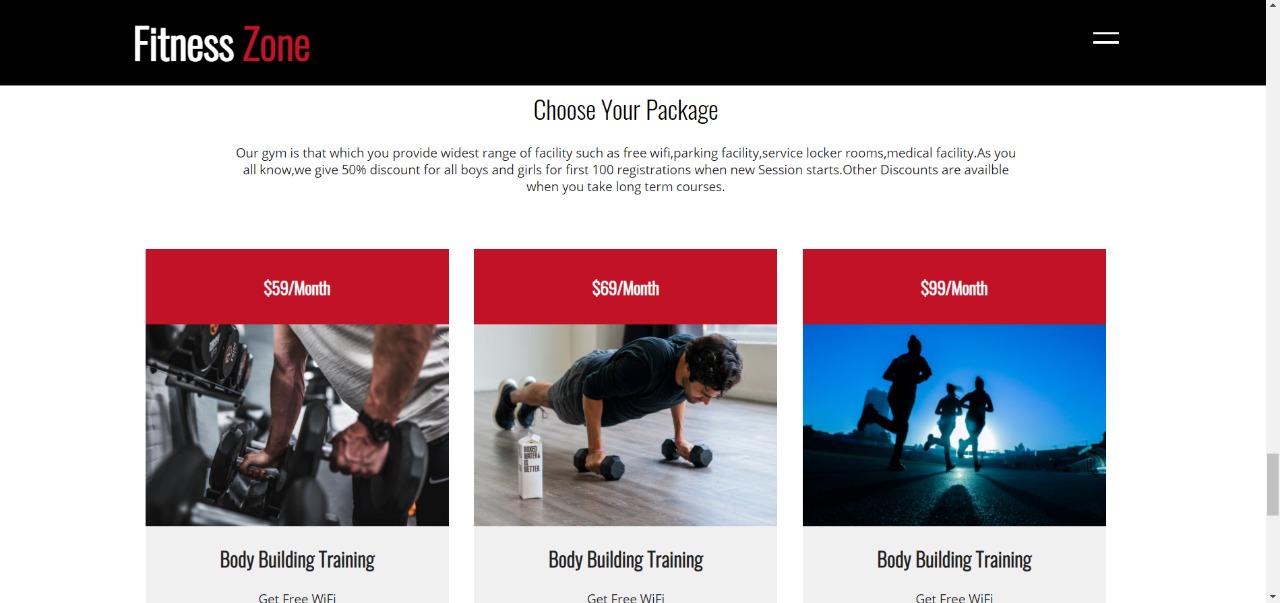 Fitness Zone
Choose Your Package
Our gym is that which you provide widest range of facility such as free wifi,parking facility,service locker rooms,medical facility.As you
all know,we give 50% discount for all boys and girls for first 100 registrations when new Session starts.Other Discounts are availble
when you take long term courses.
$59/Month
$69/Month
$99/Month
BOXED
WATER
IS
BETTER.
Body Building Training
Body Building Training
Body Building Training
Get Free WiFi
Get Free WiFi
Get Free WiFi